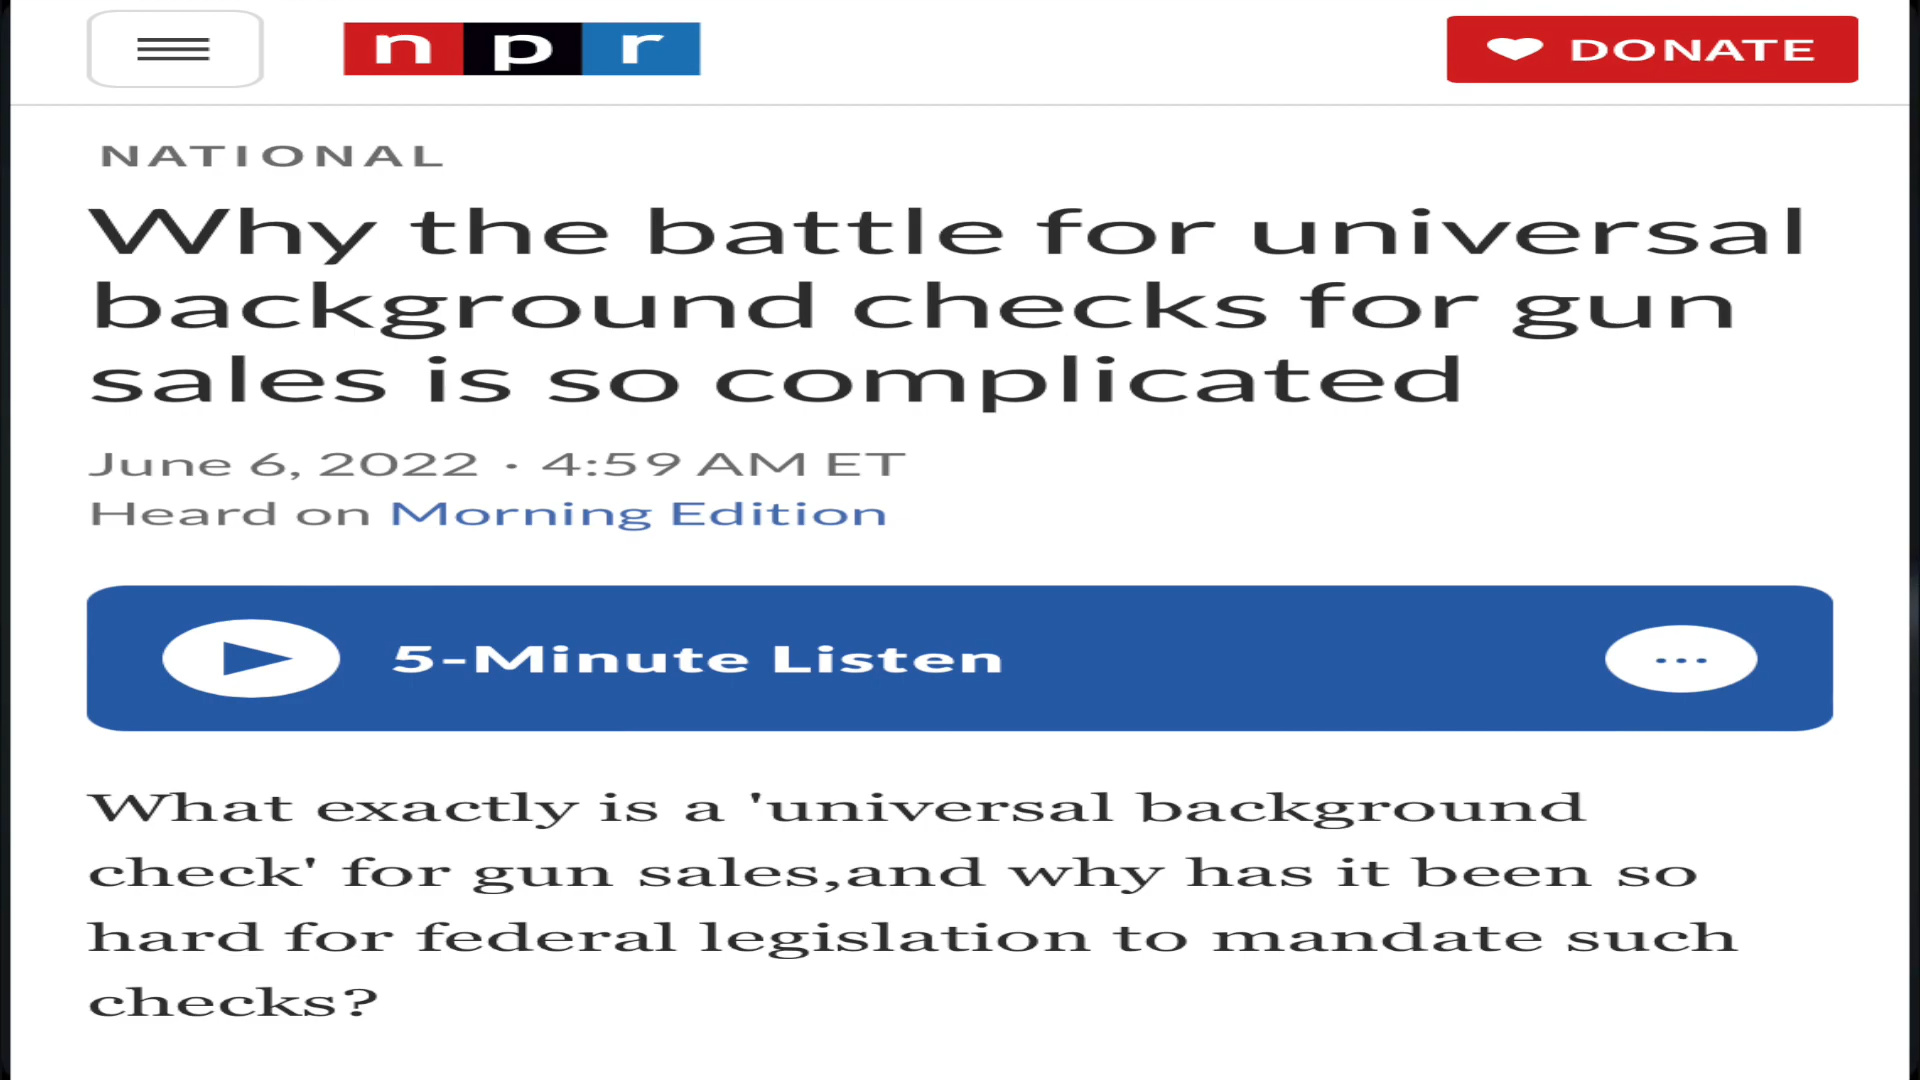 npr
DONATE
NATIONAL
Why the battle for universal
background checks for gun
sales is so complicated
June 6, 2022 · 4:59 AM ET
Heard on Morning Edition
5-Minute Listen
What exactly is a 'universal background
check' for gun sales,and why has it been so
hard for federal legislation to mandate such
checks?